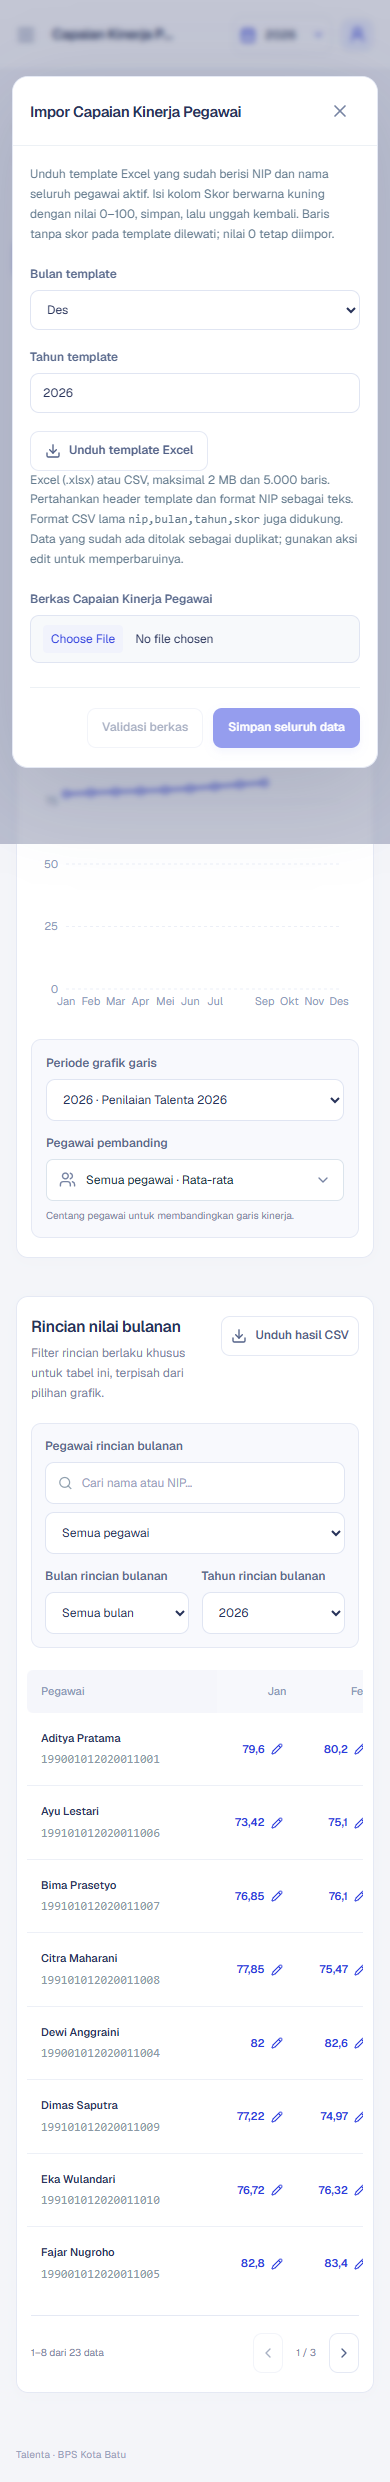 Capaian Kinerja P...
2026
Impor Capaian Kinerja Pegawai
Unduh template Excel yang sudah berisi NIP dan nama
seluruh pegawai aktif. Isi kolom Skor berwarna kuning
dengan nilai 0–100, simpan, lalu unggah kembali. Baris
tanpa skor pada template dilewati; nilai 0 tetap diimpor.
Bulan template
Des
Tahun template
2026
Unduh template Excel
Excel (.xlsx) atau CSV, maksimal 2 MB dan 5.000 baris.
Pertahankan header template dan format NIP sebagai teks.
Format CSV lama nip,bulan,tahun,skor juga didukung.
Data yang sudah ada ditolak sebagai duplikat; gunakan aksi
edit untuk memperbaruinya.
Berkas Capaian Kinerja Pegawai
Choose File No file chosen
Validasi berkas Simpan seluruh data
50
25
0
Jan Feb Mar Apr Mei Jun Jul Sep Okt Nov Des
Periode grafik garis
2026 · Penilaian Talenta 2026
Pegawai pembanding
Semua pegawai · Rata-rata
Centang pegawai untuk membandingkan garis kinerja.
Rincian nilai bulanan
Unduh hasil CSV
Filter rincian berlaku khusus
untuk tabel ini, terpisah dari
pilihan grafik.
Pegawai rincian bulanan
Cari nama atau NIP...
Semua pegawai
Bulan rincian bulanan Tahun rincian bulanan
Semua bulan 2026
Pegawai Jan Fe
Aditya Pratama
199001012020011001 79,6 80,2
Ayu Lestari
199101012020011006 73,42 75,1
Bima Prasetyo
199101012020011007 76,85 76,1
Citra Maharani
199101012020011008 77,85 75,47
Dewi Anggraini
199001012020011004 82 82,6
Dimas Saputra
199101012020011009 77,22 74,97
Eka Wulandari
199101012020011010 76,72 76,32
Fajar Nugroho
199001012020011005 82,8 83,4
1–8 dari 23 data 1 / 3
Talenta · BPS Kota Batu